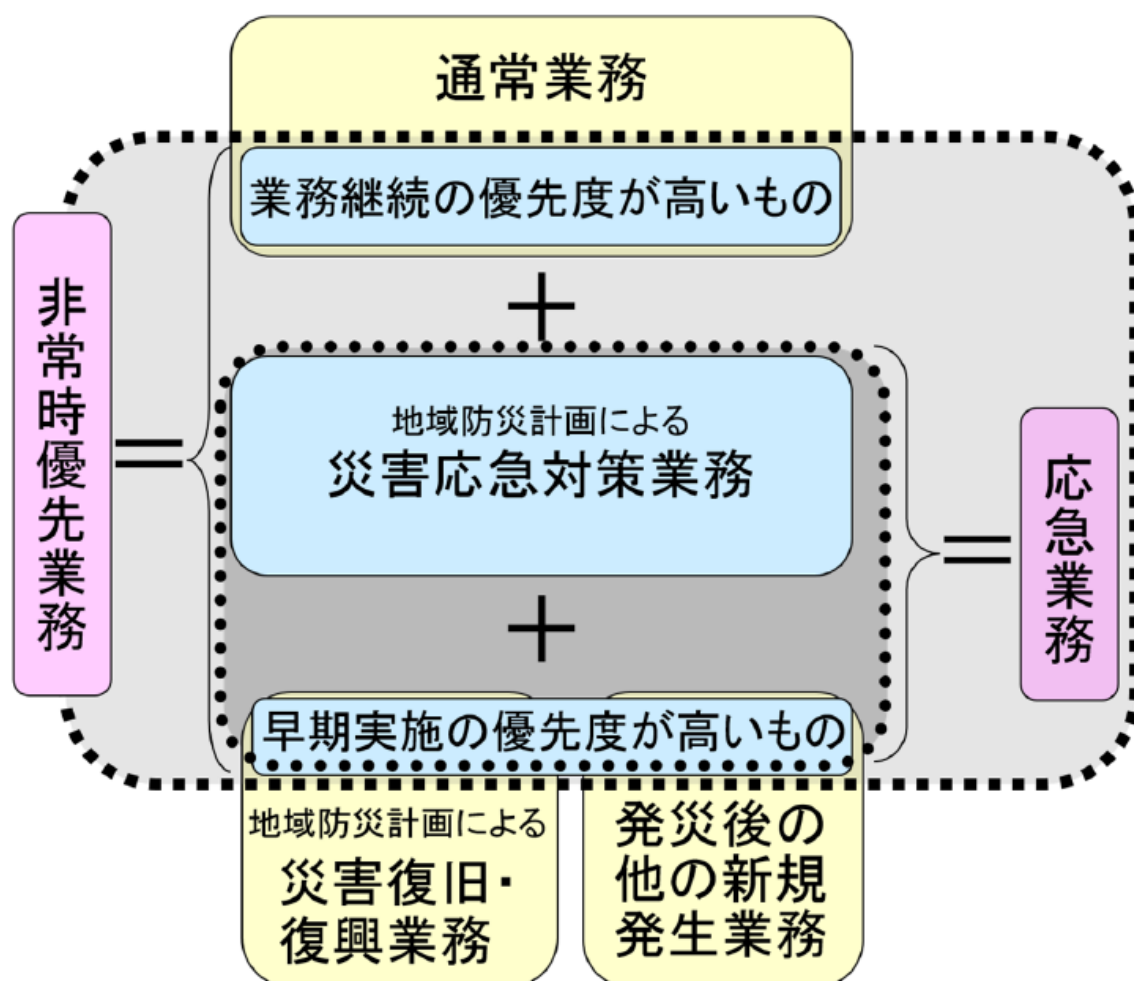 通常業務
業務継続の優先度が高いもの
+
非常時優先業務
=
地域防災計画による
災害応急対策業務
=
応急業務
+
早期実施の優先度が高いもの
地域防災計画による
災害復旧・
復興業務
発災後の
他の新規
発生業務